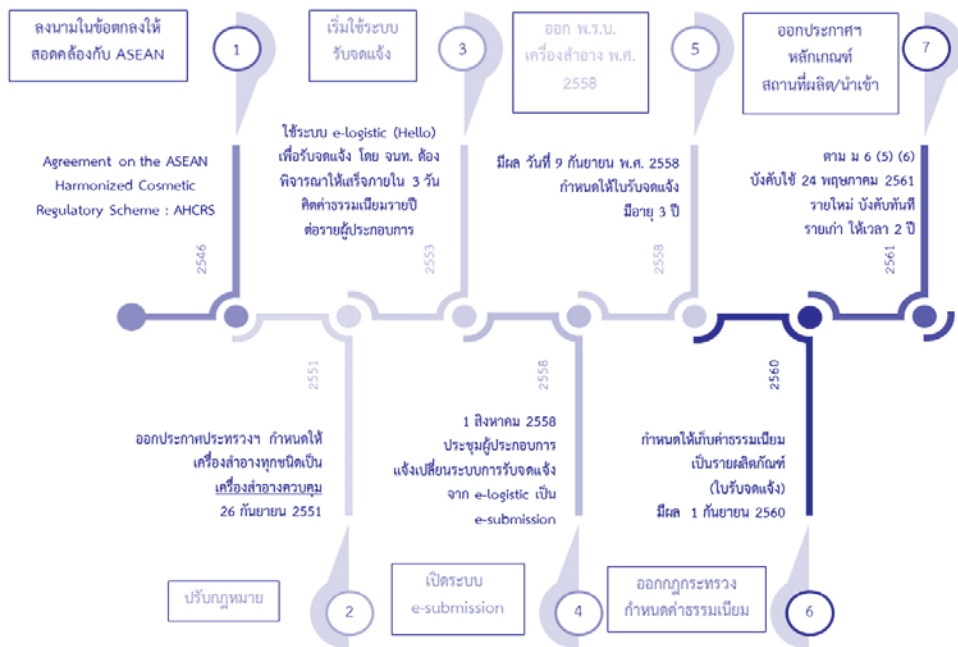 ลงนามในข้อตกลงให้
สอดคล้องกับ ASEAN
1
Agreement on the ASEAN
Harmonized Cosmetic
Regulatory Scheme : AHCRS
2546
2551
ออกประกาศประทรวงฯ กำหนดให้
เครื่องสำอางทุกชนิดเป็น
เครื่องสำอางควบคุม
26 กันยายน 2551
ปรับกฎหมาย
2
เริ่มใช้ระบบ
รับจดแจ้ง
3
ใช้ระบบ e-logistic (Hello)
เพื่อรับจดแจ้ง โดย จนท. ต้อง
พิจารณาให้เสร็จภายใน 3 วัน
คิดค่าธรรมเนียมรายปี
ต่อรายผู้ประกอบการ
2553
2558
1 สิงหาคม 2558
ประชุมผู้ประกอบการ
แจ้งเปลี่ยนระบบการรับจดแจ้ง
จาก e-logistic เป็น
e-submission
เปิดระบบ
e-submission
4
ออก พ.ร.บ.
เครื่องสำอาง พ.ศ.
2558
5
มีผล วันที่ 9 กันยายน พ.ศ. 2558
กำหนดให้ใบรับจดแจ้ง
มีอายุ 3 ปี
2558
2560
กำหนดให้เก็บค่าธรรมเนียม
เป็นรายผลิตภัณฑ์
(ใบรับจดแจ้ง)
มีผล 1 กันยายน 2560
ออกกฎกระทรวง
กำหนดค่าธรรมเนียม
6
ออกประกาศฯ
หลักเกณฑ์
สถานที่ผลิต/นำเข้า
7
ตาม ม 6 (5) (6)
บังคับใช้ 24 พฤษภาคม 2561
รายใหม่ บังคับทันที
รายเก่า ให้เวลา 2 ปี
2561